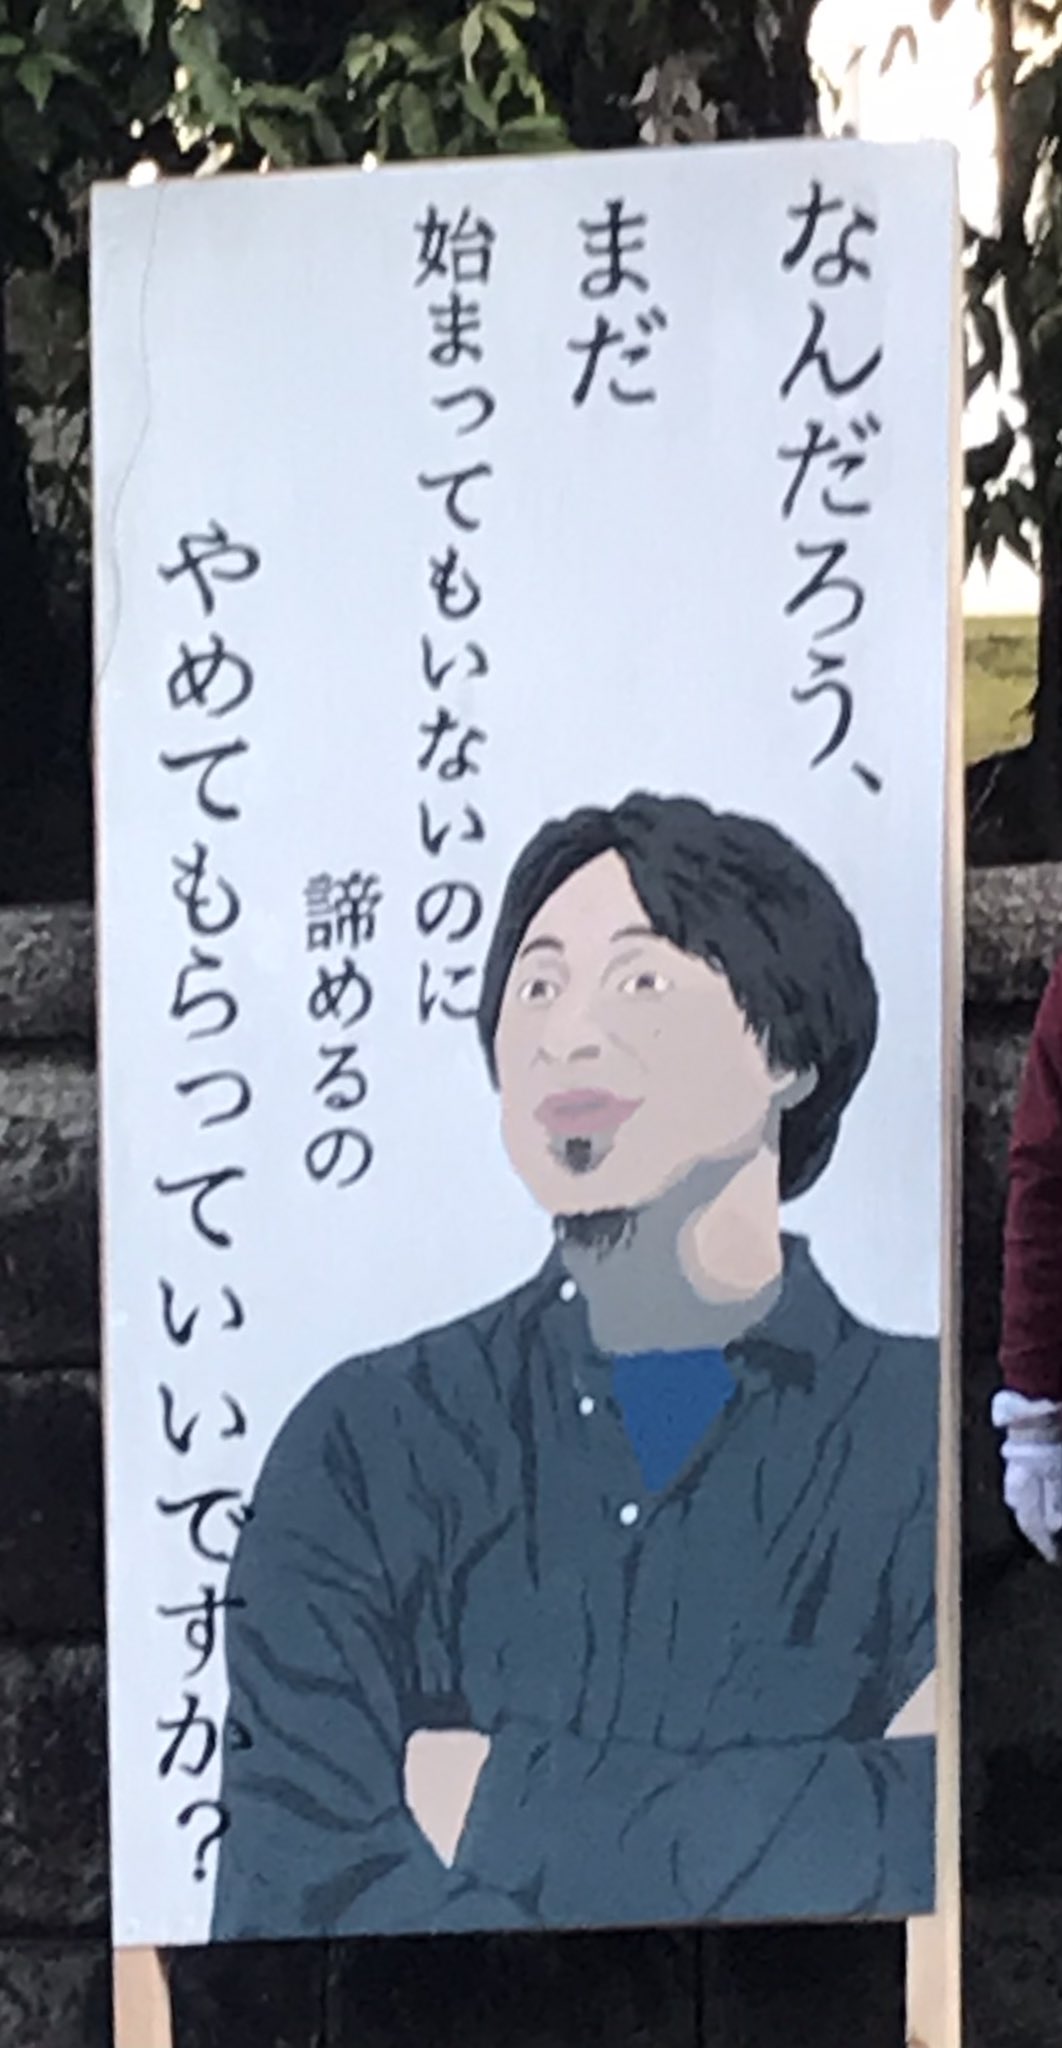 なんだろう、
まだ
始まってもいないのに
諦めるの
やめてもらっていいですか?